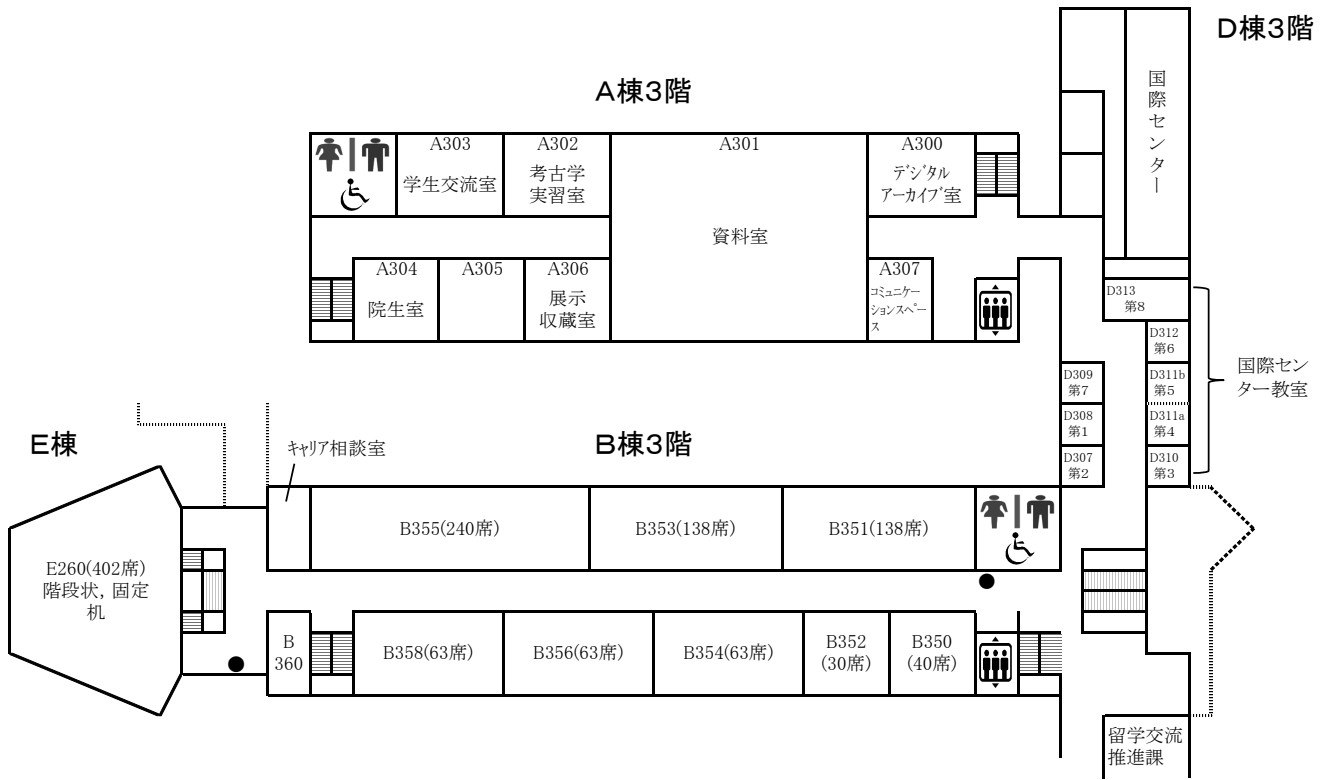 D棟3階
A棟3階
国際センター
A303
学生交流室
A302
考古学
実習室
A301
資料室
A300
デジタル
アーカイブ室
A304
院生室
A305
A306
展示
収蔵室
A307
コミュニケー
ションスペー
ス
D313
第8
D312
第6
D311b
第5
D311a
第4
D310
第3
D309
第7
D308
第1
D307
第2
国際セン
ター教室
E棟
キャリア相談室
B棟3階
B355(240席)
B353(138席)
B351(138席)
E260(402席)
階段状，固定
机
B
360
B358(63席)
B356(63席)
B354(63席)
B352
(30席)
B350
(40席)
留学交流
推進課